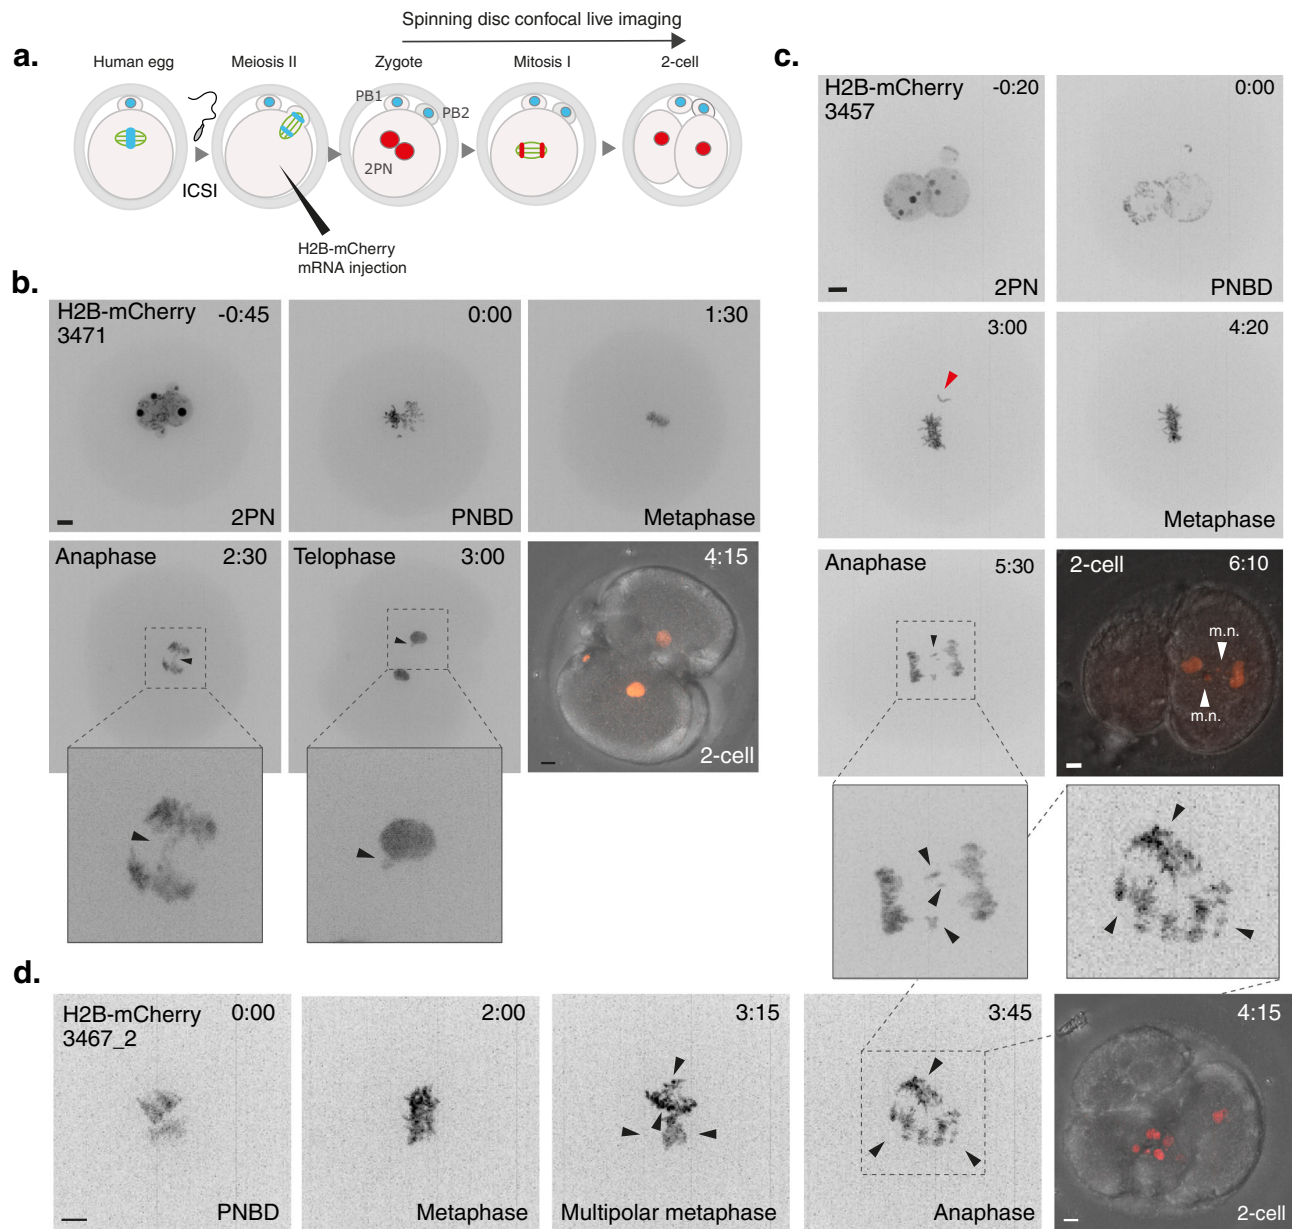 a.
Spinning disc confocal live imaging
Human egg
Meiosis II
Zygote
Mitosis I
2-cell
PB1
PB2
2PN
ICSI
H2B-mCherry
mRNA injection
b.
H2B-mCherry
3471
-0:45
2PN
0:00
PNBD
1:30
Metaphase
Anaphase
2:30
Telophase
3:00
4:15
2-cell
c.
H2B-mCherry
3457
-0:20
2PN
0:00
PNBD
3:00
4:20
Metaphase
Anaphase
5:30
2-cell
6:10
m.n.
m.n.
d.
H2B-mCherry
3467_2
0:00
PNBD
2:00
Metaphase
3:15
Multipolar metaphase
3:45
Anaphase
4:15
2-cell